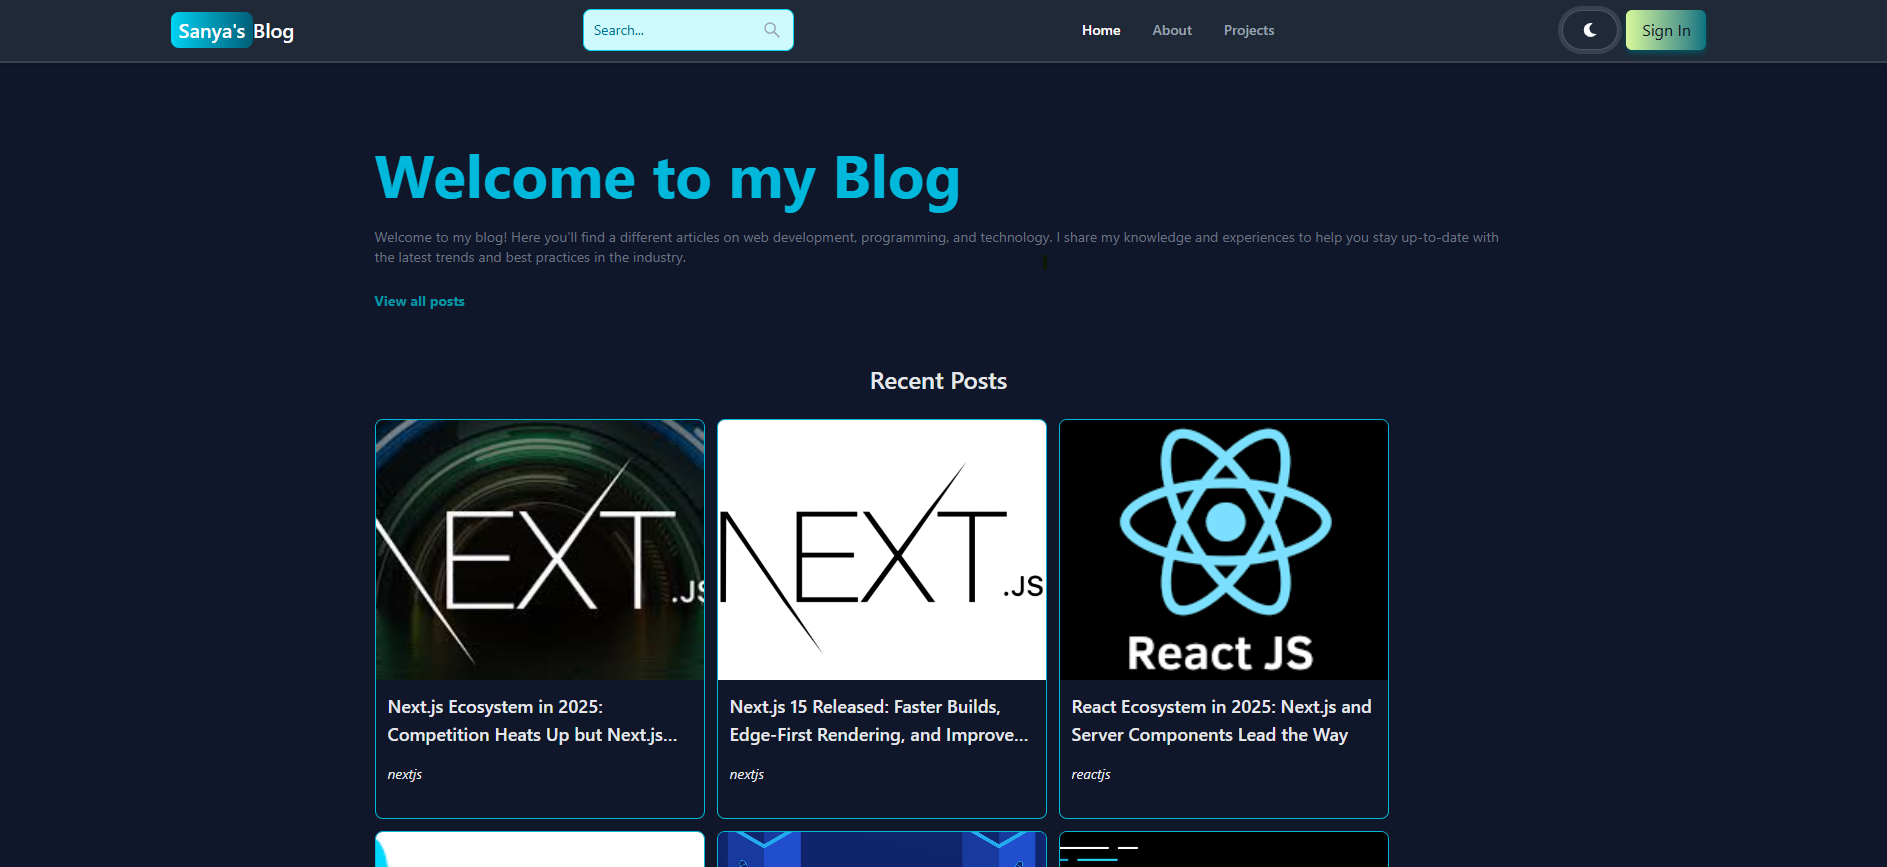 Sanya's Blog
Search...
Home
About
Projects
Sign In
Welcome to my Blog
Welcome to my blog! Here you'll find a different articles on web development, programming, and technology. I share my knowledge and experiences to help you stay up-to-date with
the latest trends and best practices in the industry.
View all posts
Recent Posts
NEXT.JS
NEXT.JS
React JS
Next.js Ecosystem in 2025:
Competition Heats Up but Next.js...
nextjs
Next.js 15 Released: Faster Builds,
Edge-First Rendering, and Improve...
nextjs
React Ecosystem in 2025: Next.js and
Server Components Lead the Way
reactjs